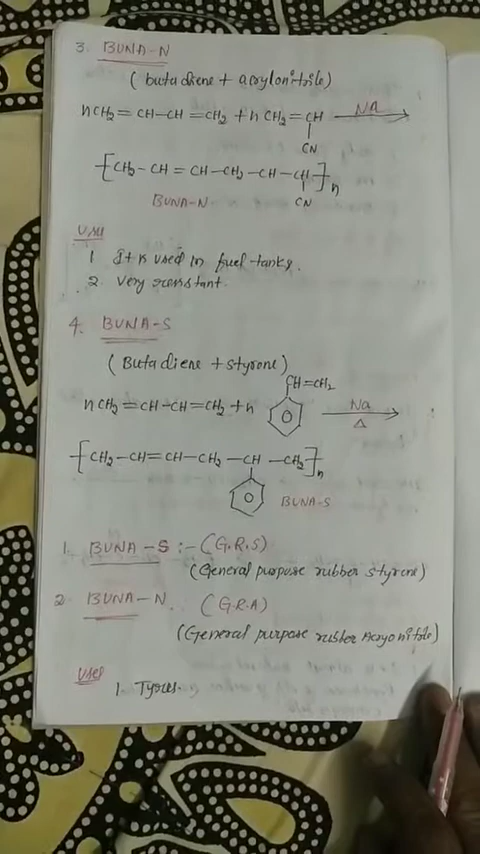 3. BUNA-N
(butadiene + acrylonitrile)
nCH2=CH-CH=CH2 + n CH2=CH Na
CN
[CH2-CH=CH-CH2-CH-CH]n
CN
BUNA-N
Use
1 It is used in fuel tanks.
2. Very resistant.
4. BUNA-S
(Butadiene + styrene)
CH=CH2
nCH2=CH-CH=CH2 + n Na
Δ
[CH2-CH=CH-CH2-CH-CH2]n
BUNA-S
1. BUNA-S :- (G.R.S)
(General purpose rubber styrene)
2. BUNA-N. (G.R.A)
(General purpose rubber Acryonitile)
Uses
1. Tyres.